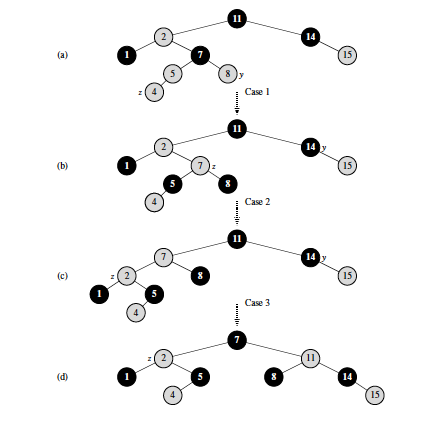 11
2 14
(a) 1 7 15
5 8 y
z 4
Case 1
11
2 14 y
(b) 1 7 z 15
5 8
4
Case 2
11
7 14 y
(c) z 2 8 15
1 5
4
Case 3
7
z 2 11
(d) 1 5 8 14
4 15